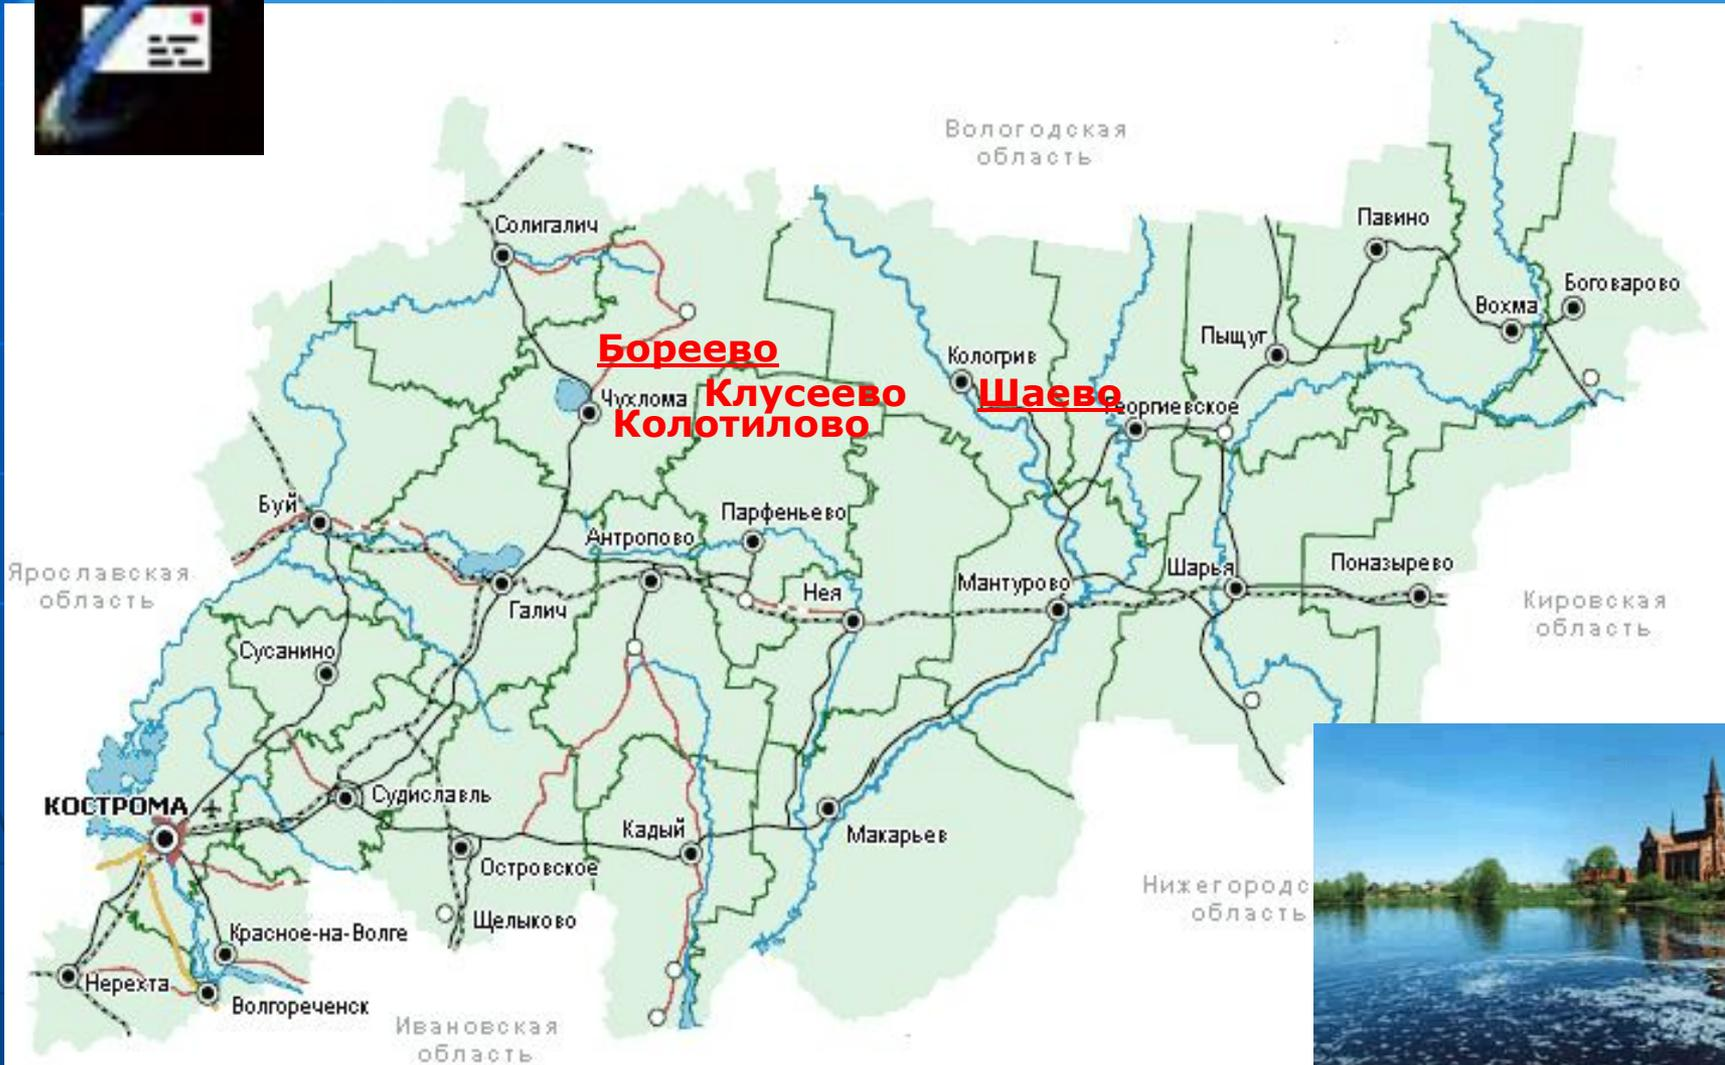 Вологодская
область
Солигалич
Павино
Боговарово
Вохма
Пыщуг
Бореево
Кологрив
Чухлома
Клусеево
Шаево
Георгиевское
Колотилово
Буй
Парфеньево
Антропово
Ярославская
область
Галич
Нея
Мантурово
Шарья
Поназырево
Кировская
область
Сусанино
КОСТРОМА
Судиславль
Кадый
Макарьев
Островское
Нижегородс
область
Щелыково
Красное-на-Волге
Нерехта
Волгореченск
Ивановская
область